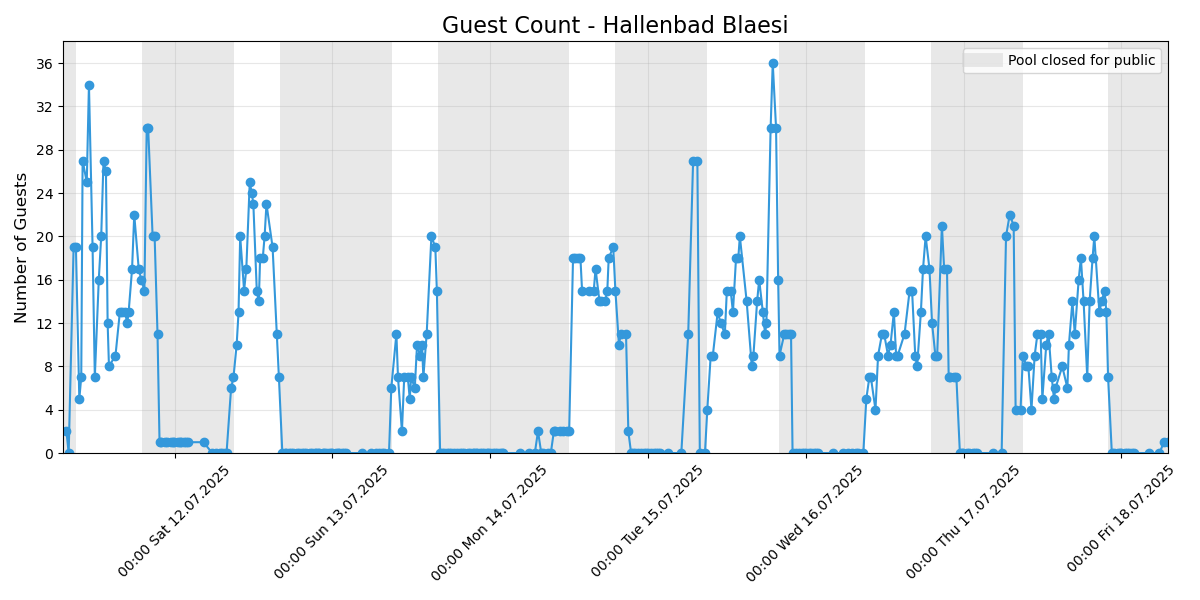 Guest Count - Hallenbad Blaesi
Pool closed for public
Number of Guests
36
32
28
24
20
16
12
8
4
0
00:00 Sat 12.07.2025
00:00 Sun 13.07.2025
00:00 Mon 14.07.2025
00:00 Tue 15.07.2025
00:00 Wed 16.07.2025
00:00 Thu 17.07.2025
00:00 Fri 18.07.2025